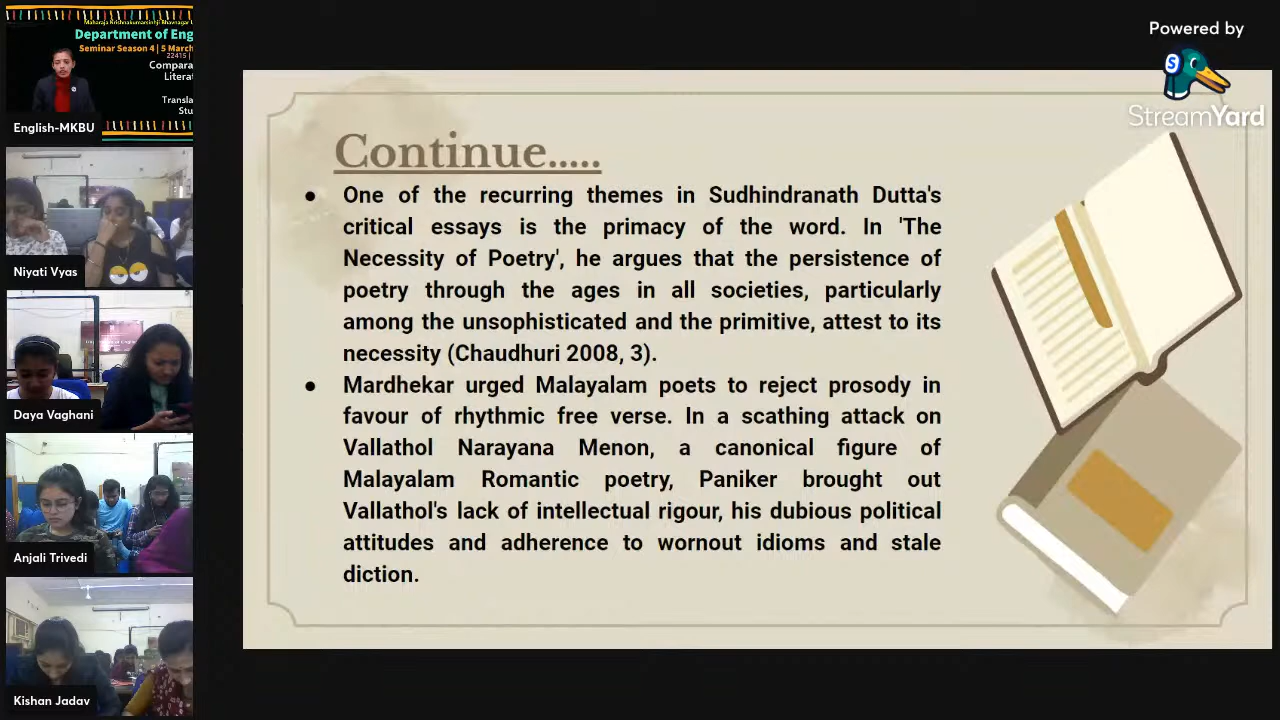 Maharaja Krishnakumarsinhji Bhavnagar
Department of Eng
Seminar Season 4 | 5 March
22415 |
Compara
Literat
Transla
Stu
English-MKBU
Niyati Vyas
Daya Vaghani
Anjali Trivedi
Kishan Jadav
Powered by
S
StreamYard
Continue.....
● One of the recurring themes in Sudhindranath Dutta's
critical essays is the primacy of the word. In 'The
Necessity of Poetry', he argues that the persistence of
poetry through the ages in all societies, particularly
among the unsophisticated and the primitive, attest to its
necessity (Chaudhuri 2008, 3).
● Mardhekar urged Malayalam poets to reject prosody in
favour of rhythmic free verse. In a scathing attack on
Vallathol Narayana Menon, a canonical figure of
Malayalam Romantic poetry, Paniker brought out
Vallathol's lack of intellectual rigour, his dubious political
attitudes and adherence to wornout idioms and stale
diction.